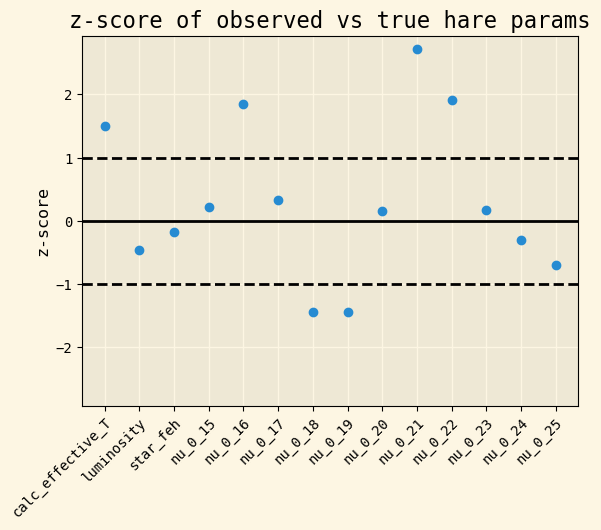 z-score of observed vs true hare params
z-score
2
1
0
−1
−2
calc_effective_T
luminosity
star_feh
nu_0_15
nu_0_16
nu_0_17
nu_0_18
nu_0_19
nu_0_20
nu_0_21
nu_0_22
nu_0_23
nu_0_24
nu_0_25